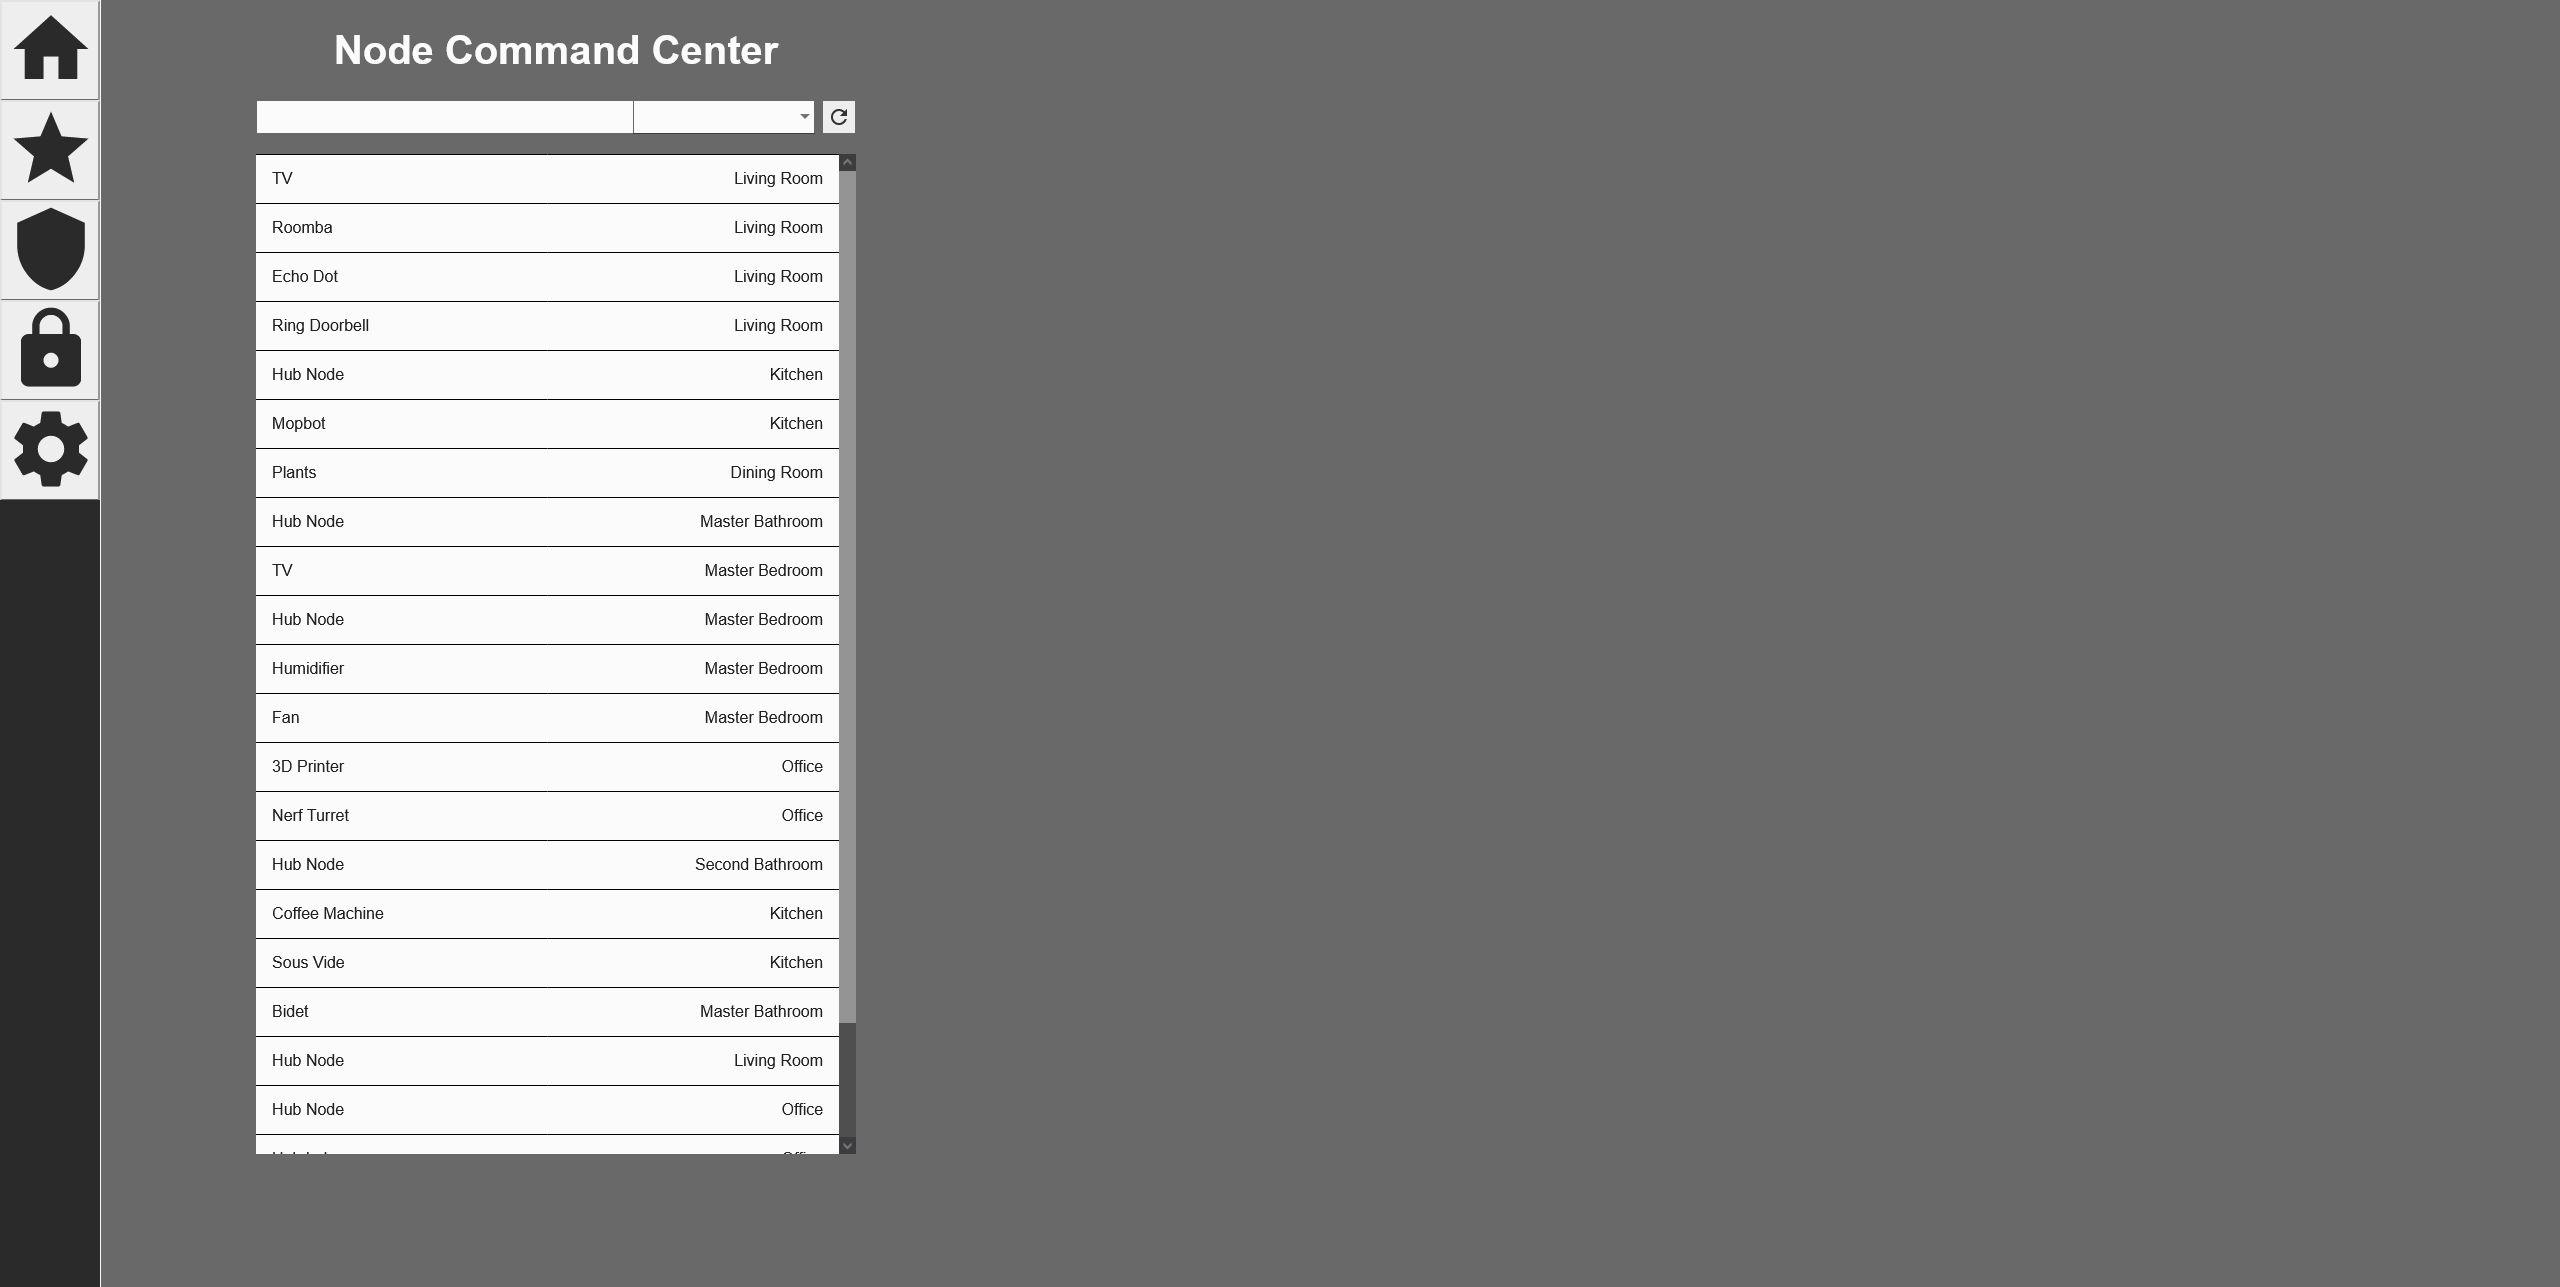 Node Command Center
TV Living Room
Roomba Living Room
Echo Dot Living Room
Ring Doorbell Living Room
Hub Node Kitchen
Mopbot Kitchen
Plants Dining Room
Hub Node Master Bathroom
TV Master Bedroom
Hub Node Master Bedroom
Humidifier Master Bedroom
Fan Master Bedroom
3D Printer Office
Nerf Turret Office
Hub Node Second Bathroom
Coffee Machine Kitchen
Sous Vide Kitchen
Bidet Master Bathroom
Hub Node Living Room
Hub Node Office